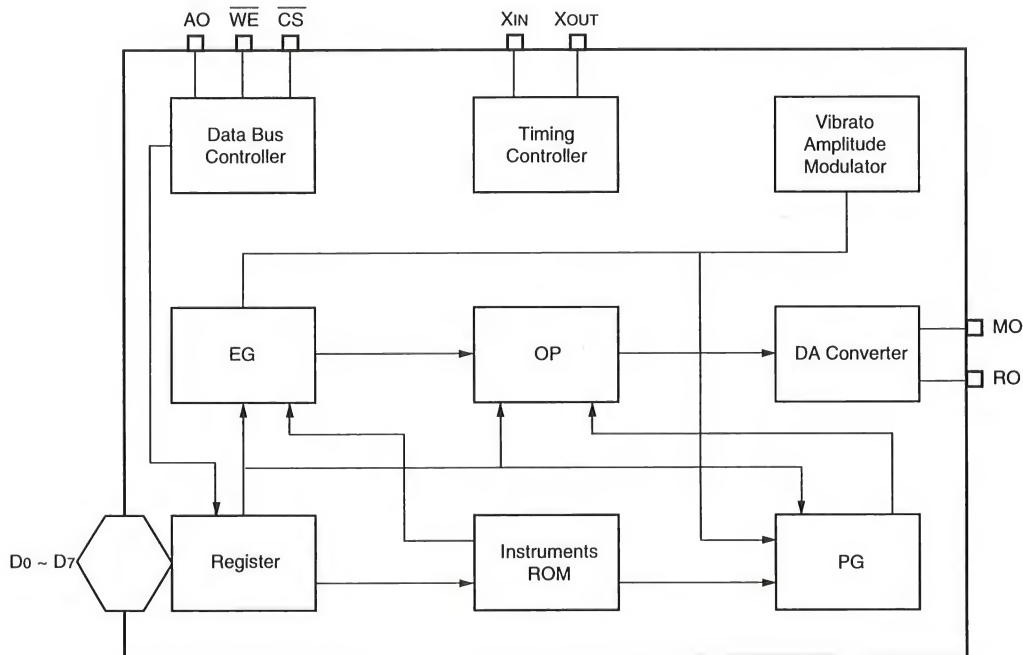 AO WE CS XIN XOUT
Data Bus
Controller
Timing
Controller
Vibrato
Amplitude
Modulator
EG
OP
DA Converter
MO
RO
D0 ~ D7
Register
Instruments
ROM
PG